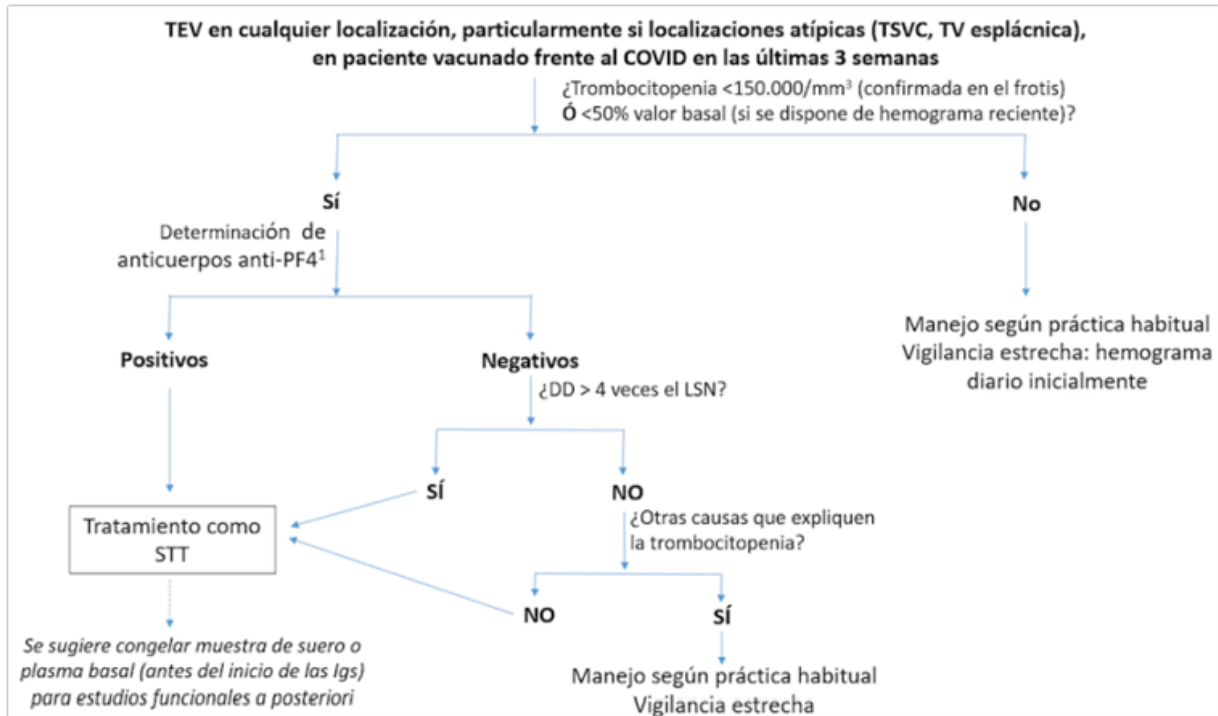 TEV en cualquier localización, particularmente si localizaciones atípicas (TSVC, TV esplácnica),
en paciente vacunado frente al COVID en las últimas 3 semanas
¿Trombocitopenia <150.000/mm³ (confirmada en el frotis)
Ó <50% valor basal (si se dispone de hemograma reciente)?
Sí
No
Determinación de
anticuerpos anti-PF4¹
Manejo según práctica habitual
Vigilancia estrecha: hemograma
diario inicialmente
Positivos
Negativos
¿DD > 4 veces el LSN?
SÍ
NO
¿Otras causas que expliquen
la trombocitopenia?
Tratamiento como
STT
NO
SÍ
Se sugiere congelar muestra de suero o
plasma basal (antes del inicio de las Igs)
para estudios funcionales a posteriori
Manejo según práctica habitual
Vigilancia estrecha